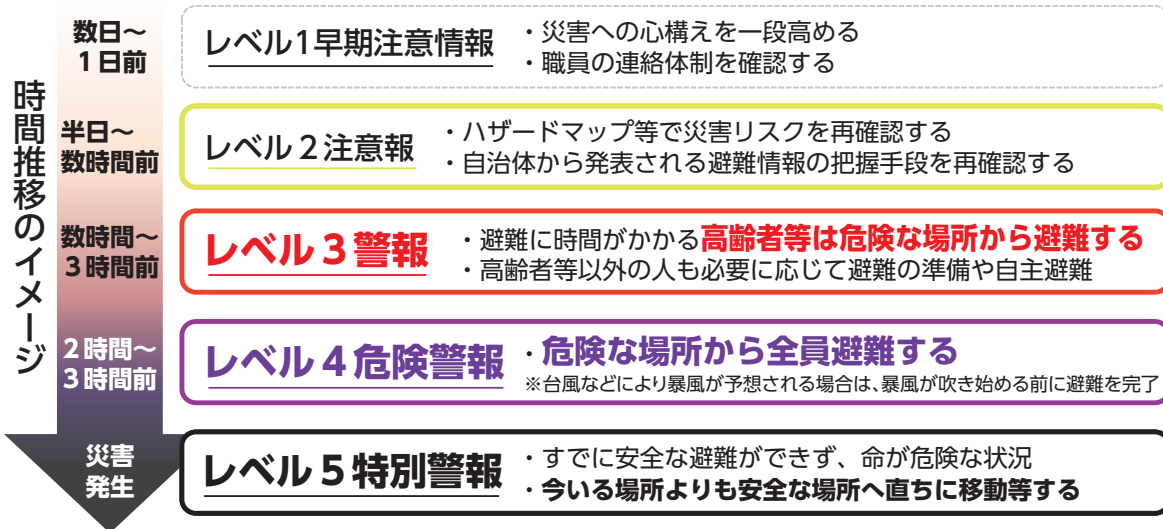 時間推移のイメージ
数日～
１日前
レベル1早期注意情報
・災害への心構えを一段高める
・職員の連絡体制を確認する
半日～
数時間前
レベル２注意報
・ハザードマップ等で災害リスクを再確認する
・自治体から発表される避難情報の把握手段を再確認する
数時間～
３時間前
レベル３警報
・避難に時間がかかる高齢者等は危険な場所から避難する
・高齢者等以外の人も必要に応じて避難の準備や自主避難
２時間～
３時間前
レベル４危険警報
・危険な場所から全員避難する
※台風などにより暴風が予想される場合は、暴風が吹き始める前に避難を完了
災害
発生
レベル５特別警報
・すでに安全な避難ができず、命が危険な状況
・今いる場所よりも安全な場所へ直ちに移動等する